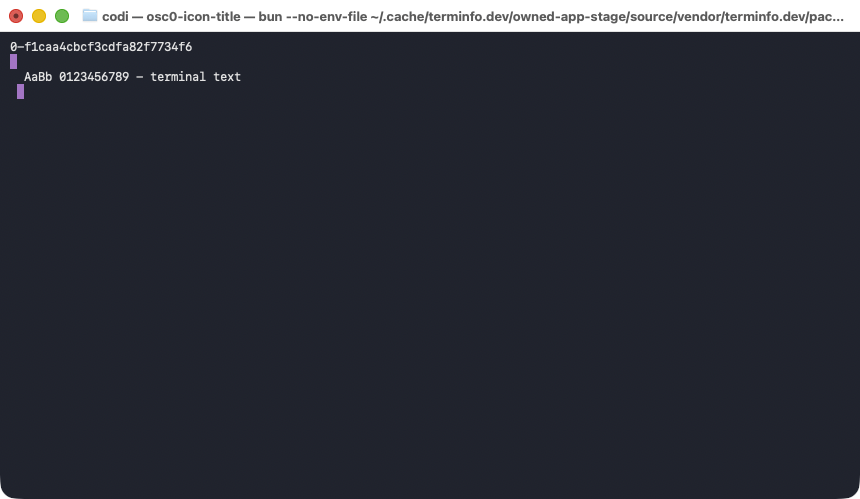 codi — osc0-icon-title — bun --no-env-file ~/.cache/terminfo.dev/owned-app-stage/source/vendor/terminfo.dev/pac...
0-f1caa4cbcf3cdfa82f7734f6
AaBb 0123456789 — terminal text